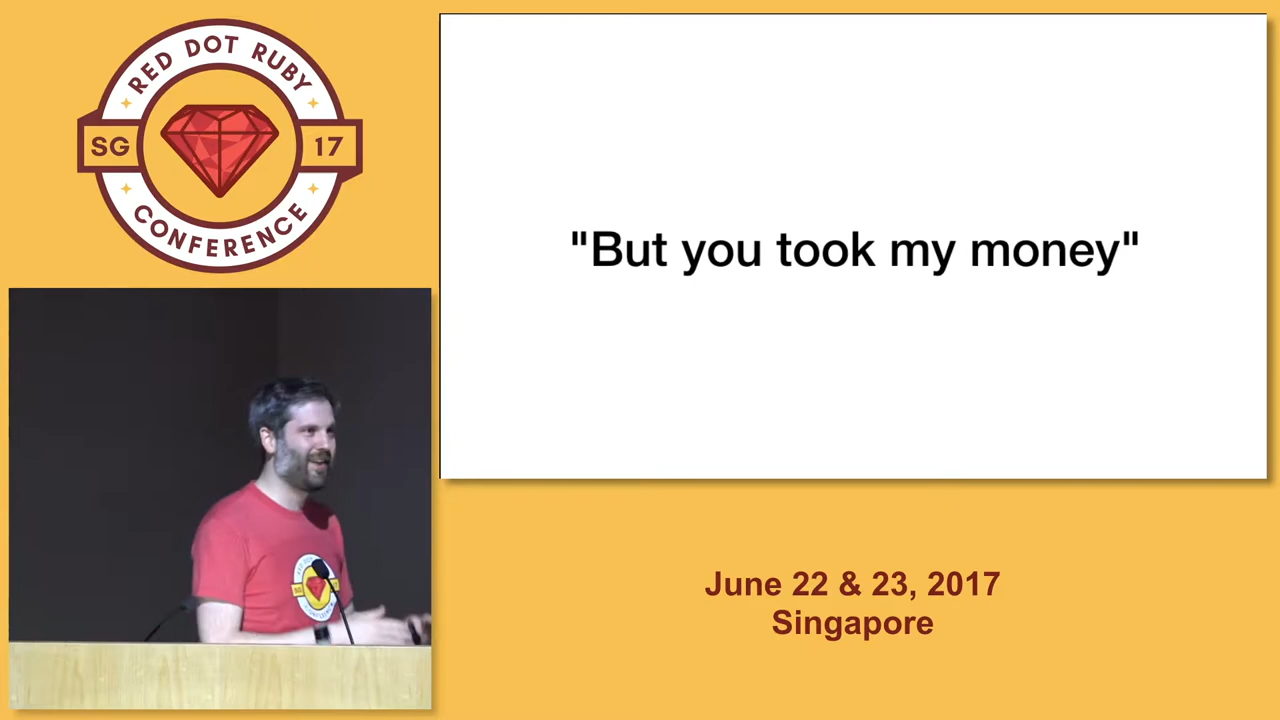 RED DOT RUBY
SG 17
CONFERENCE
"But you took my money"
June 22 & 23, 2017
Singapore